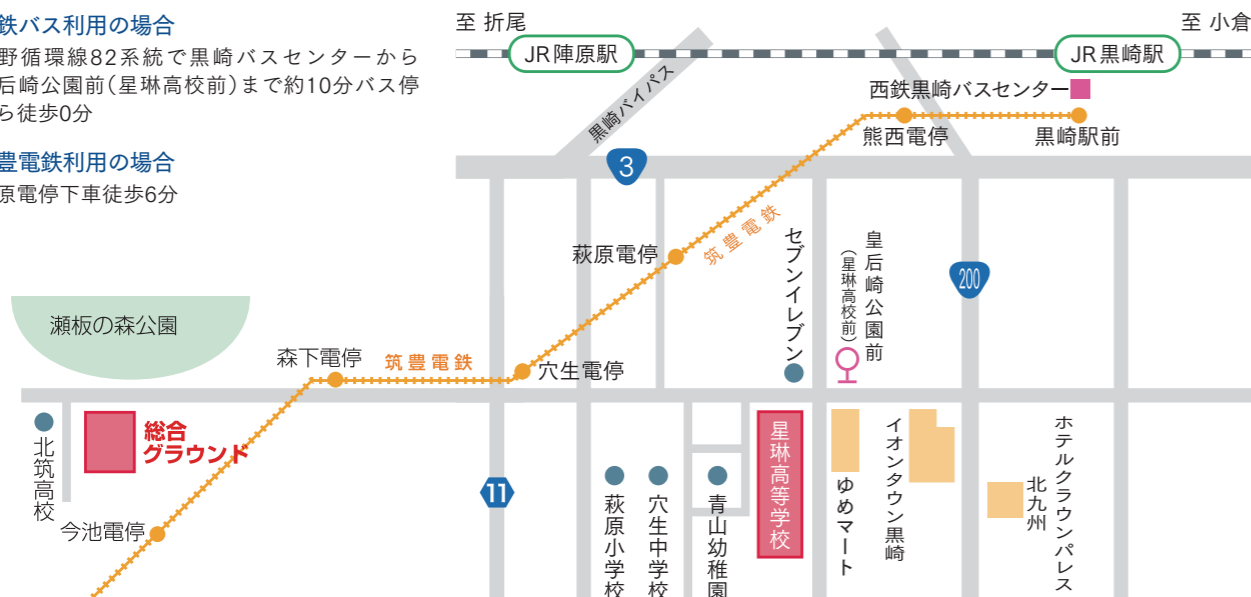 鉄バス利用の場合
野循環線82系統で黒崎バスセンターから
后崎公園前(星琳高校前)まで約10分バス停
ら徒歩0分
豊電鉄利用の場合
原電停下車徒歩6分
至 折尾
至 小倉
JR陣原駅
JR黒崎駅
黒崎バイパス
西鉄黒崎バスセンター
熊西電停
黒崎駅前
3
筑豊電鉄
萩原電停
セブンイレブン
皇后崎公園前
(星琳高校前)
200
瀬板の森公園
森下電停
筑豊電鉄
穴生電停
総合
グラウンド
北筑高校
今池電停
11
萩原小学校
穴生中学校
青山幼稚園
星琳高等学校
ゆめマート
イオンタウン黒崎
ホテルクラウンパレス
北九州